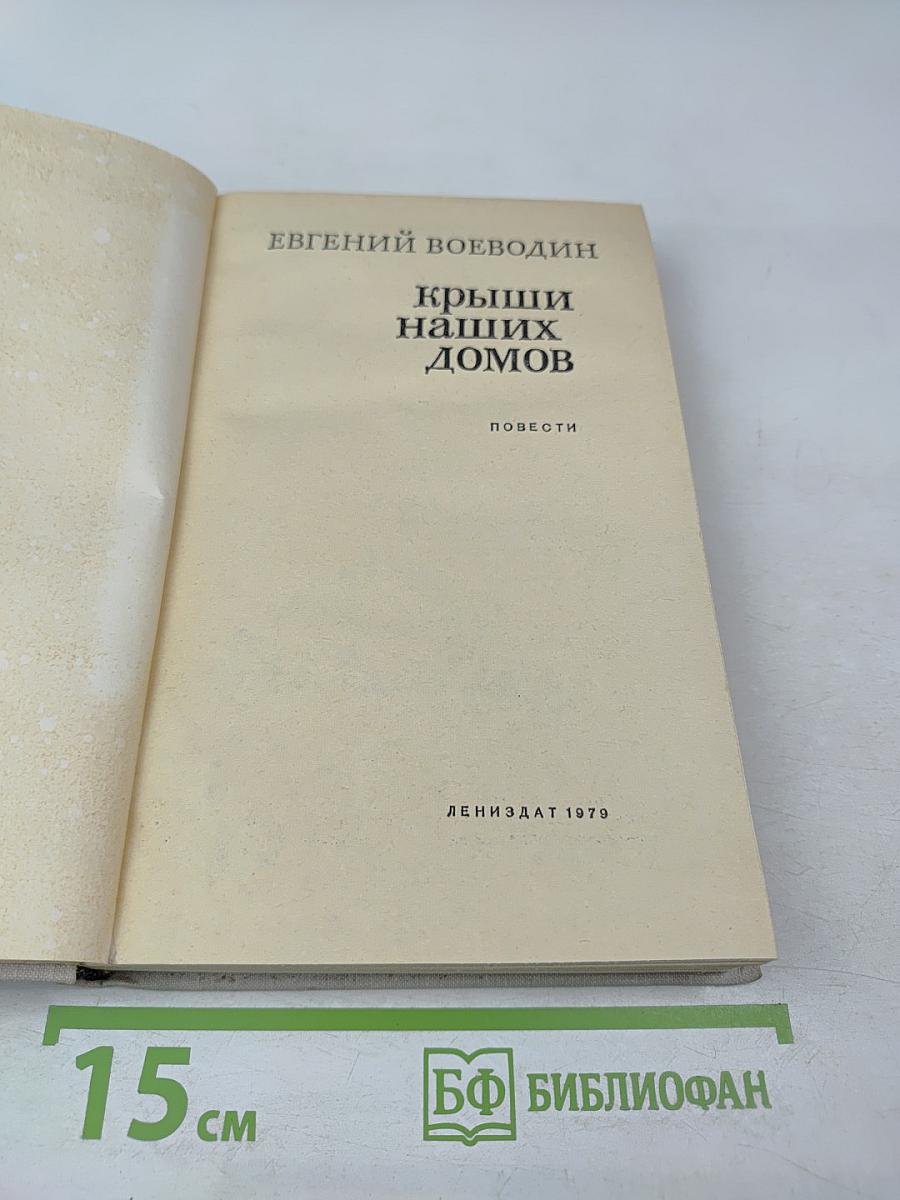 ЕВГЕНИЙ ВОЕВОДИН
крыши
наших
домов
ПОВЕСТИ
ЛЕНИЗДАТ 1979
15 см
БФ БИБЛИОФАН